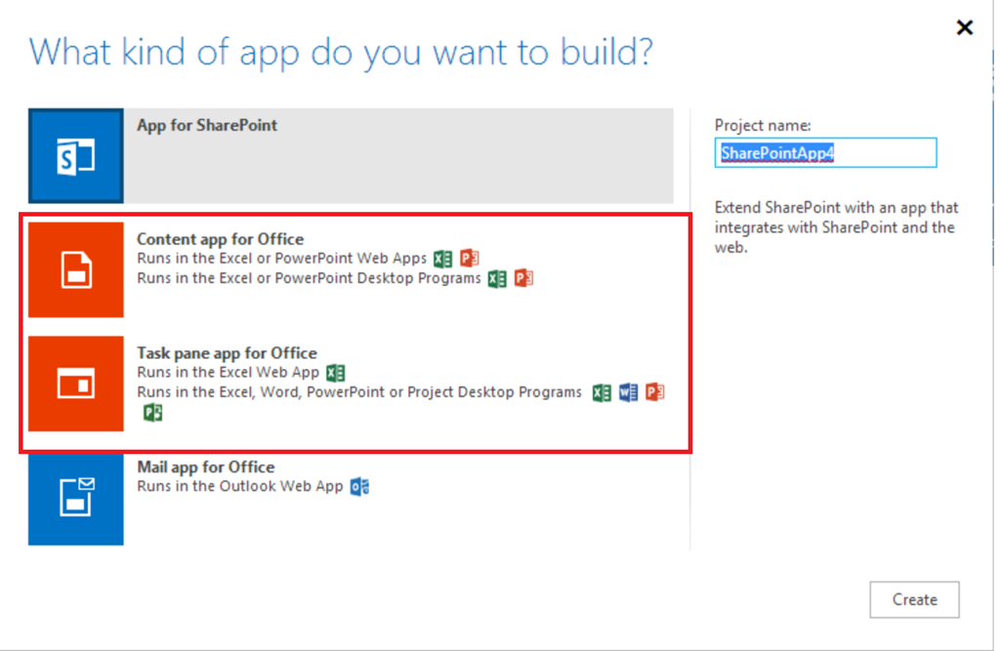 What kind of app do you want to build?
App for SharePoint
Project name:
SharePointApp4
Extend SharePoint with an app that
integrates with SharePoint and the
web.
Content app for Office
Runs in the Excel or PowerPoint Web Apps
Runs in the Excel or PowerPoint Desktop Programs
Task pane app for Office
Runs in the Excel Web App
Runs in the Excel, Word, PowerPoint or Project Desktop Programs
Mail app for Office
Runs in the Outlook Web App
Create